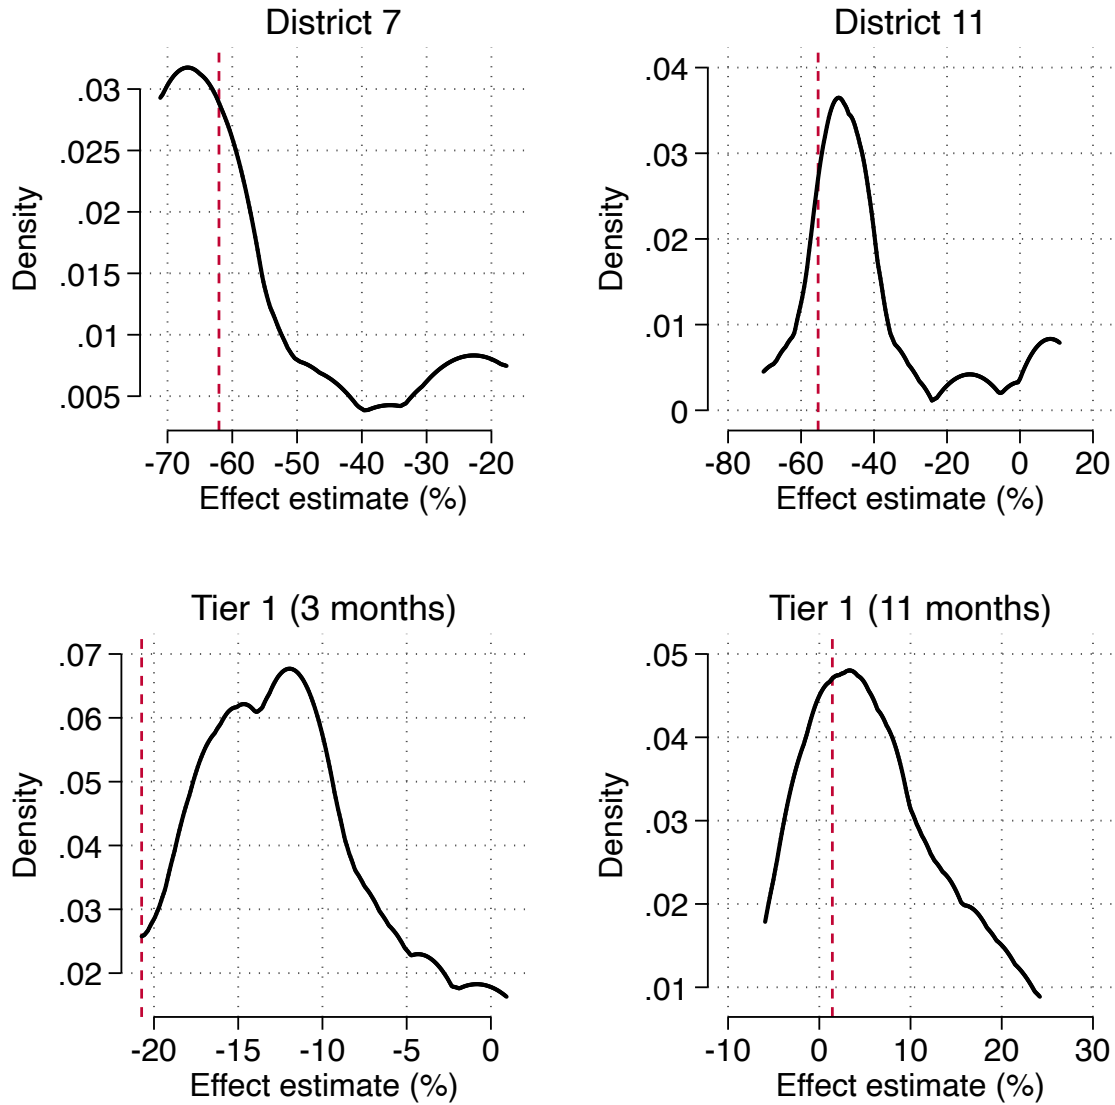 District 7
Density
.03
.025
.02
.015
.01
.005
-70 -60 -50 -40 -30 -20
Effect estimate (%)
District 11
Density
.04
.03
.02
.01
0
-80 -60 -40 -20 0 20
Effect estimate (%)
Tier 1 (3 months)
Density
.07
.06
.05
.04
.03
.02
-20 -15 -10 -5 0
Effect estimate (%)
Tier 1 (11 months)
Density
.05
.04
.03
.02
.01
-10 0 10 20 30
Effect estimate (%)